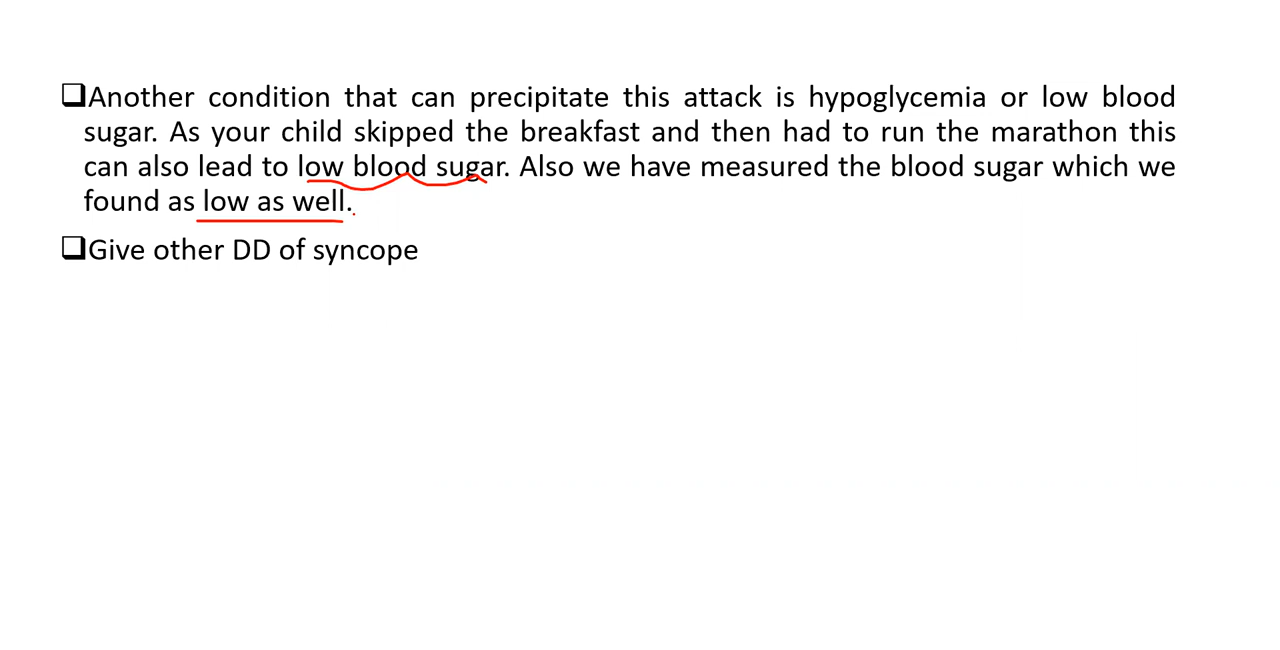 ❑Another condition that can precipitate this attack is hypoglycemia or low blood
sugar. As your child skipped the breakfast and then had to run the marathon this
can also lead to low blood sugar. Also we have measured the blood sugar which we
found as low as well.
❑Give other DD of syncope